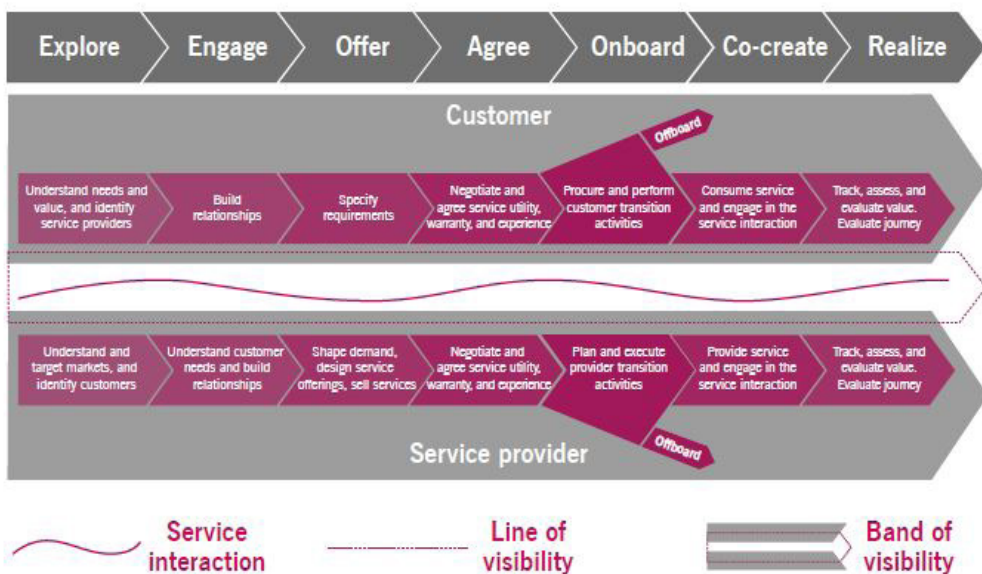 Explore Engage Offer Agree Onboard Co-create Realize
Customer
Offboard
Understand needs and
value, and identify
service providers
Build
relationships
Specify
requirements
Negotiate and
agree service utility,
warranty, and experience
Procure and perform
customer transition
activities
Consume service
and engage in the
service interaction
Track, assess, and
evaluate value.
Evaluate journey
Understand and
target markets, and
identify customers
Understand customer
needs and build
relationships
Shape demand,
design service
offerings, sell services
Negotiate and
agree service utility,
warranty, and experience
Plan and execute
provider transition
activities
Provide service
and engage in the
service interaction
Track, assess, and
evaluate value.
Evaluate journey
Offboard
Service provider
Service
interaction
Line of
visibility
Band of
visibility